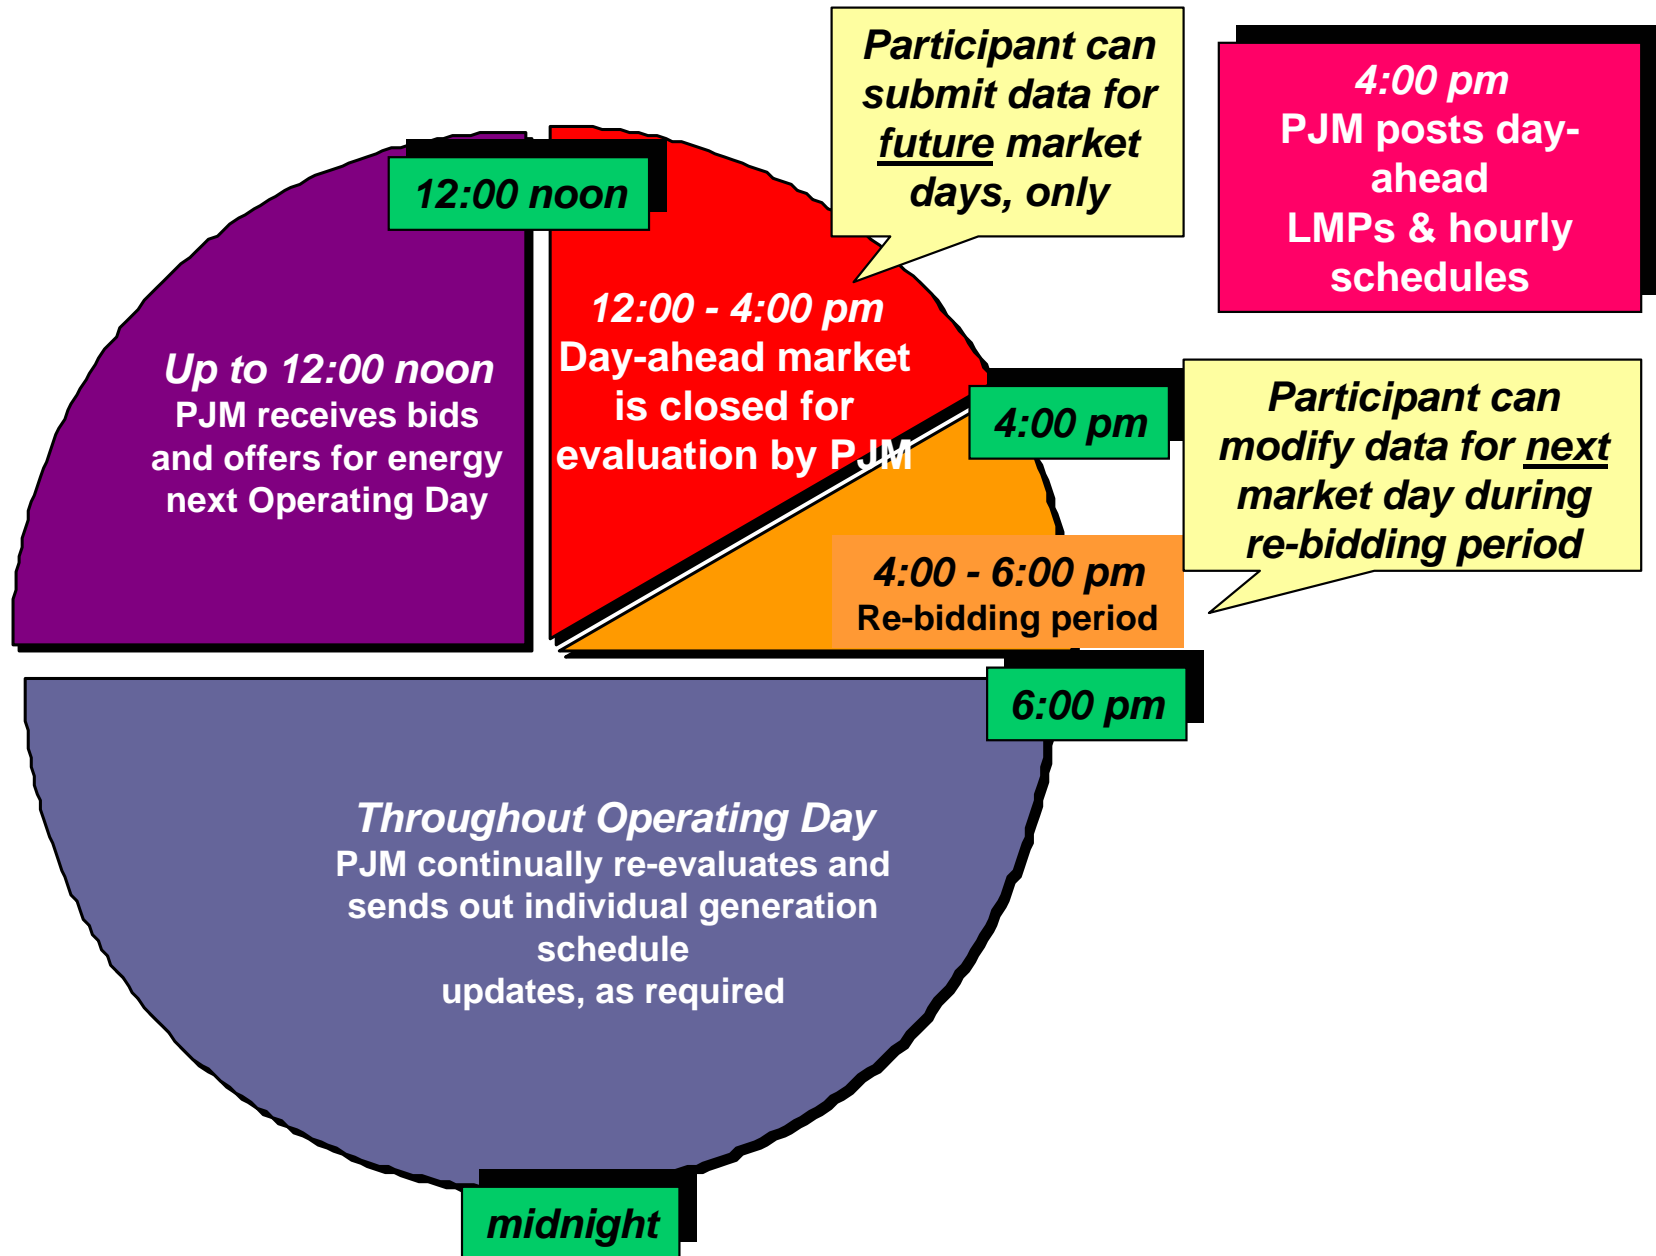 Participant can
submit data for
future market
days, only
4:00 pm
PJM posts day-
ahead
LMPs & hourly
schedules
12:00 noon
12:00 - 4:00 pm
Day-ahead market
is closed for
evaluation by PJM
Up to 12:00 noon
PJM receives bids
and offers for energy
next Operating Day
4:00 pm
Participant can
modify data for next
market day during
re-bidding period
4:00 - 6:00 pm
Re-bidding period
6:00 pm
Throughout Operating Day
PJM continually re-evaluates and
sends out individual generation
schedule
updates, as required
midnight